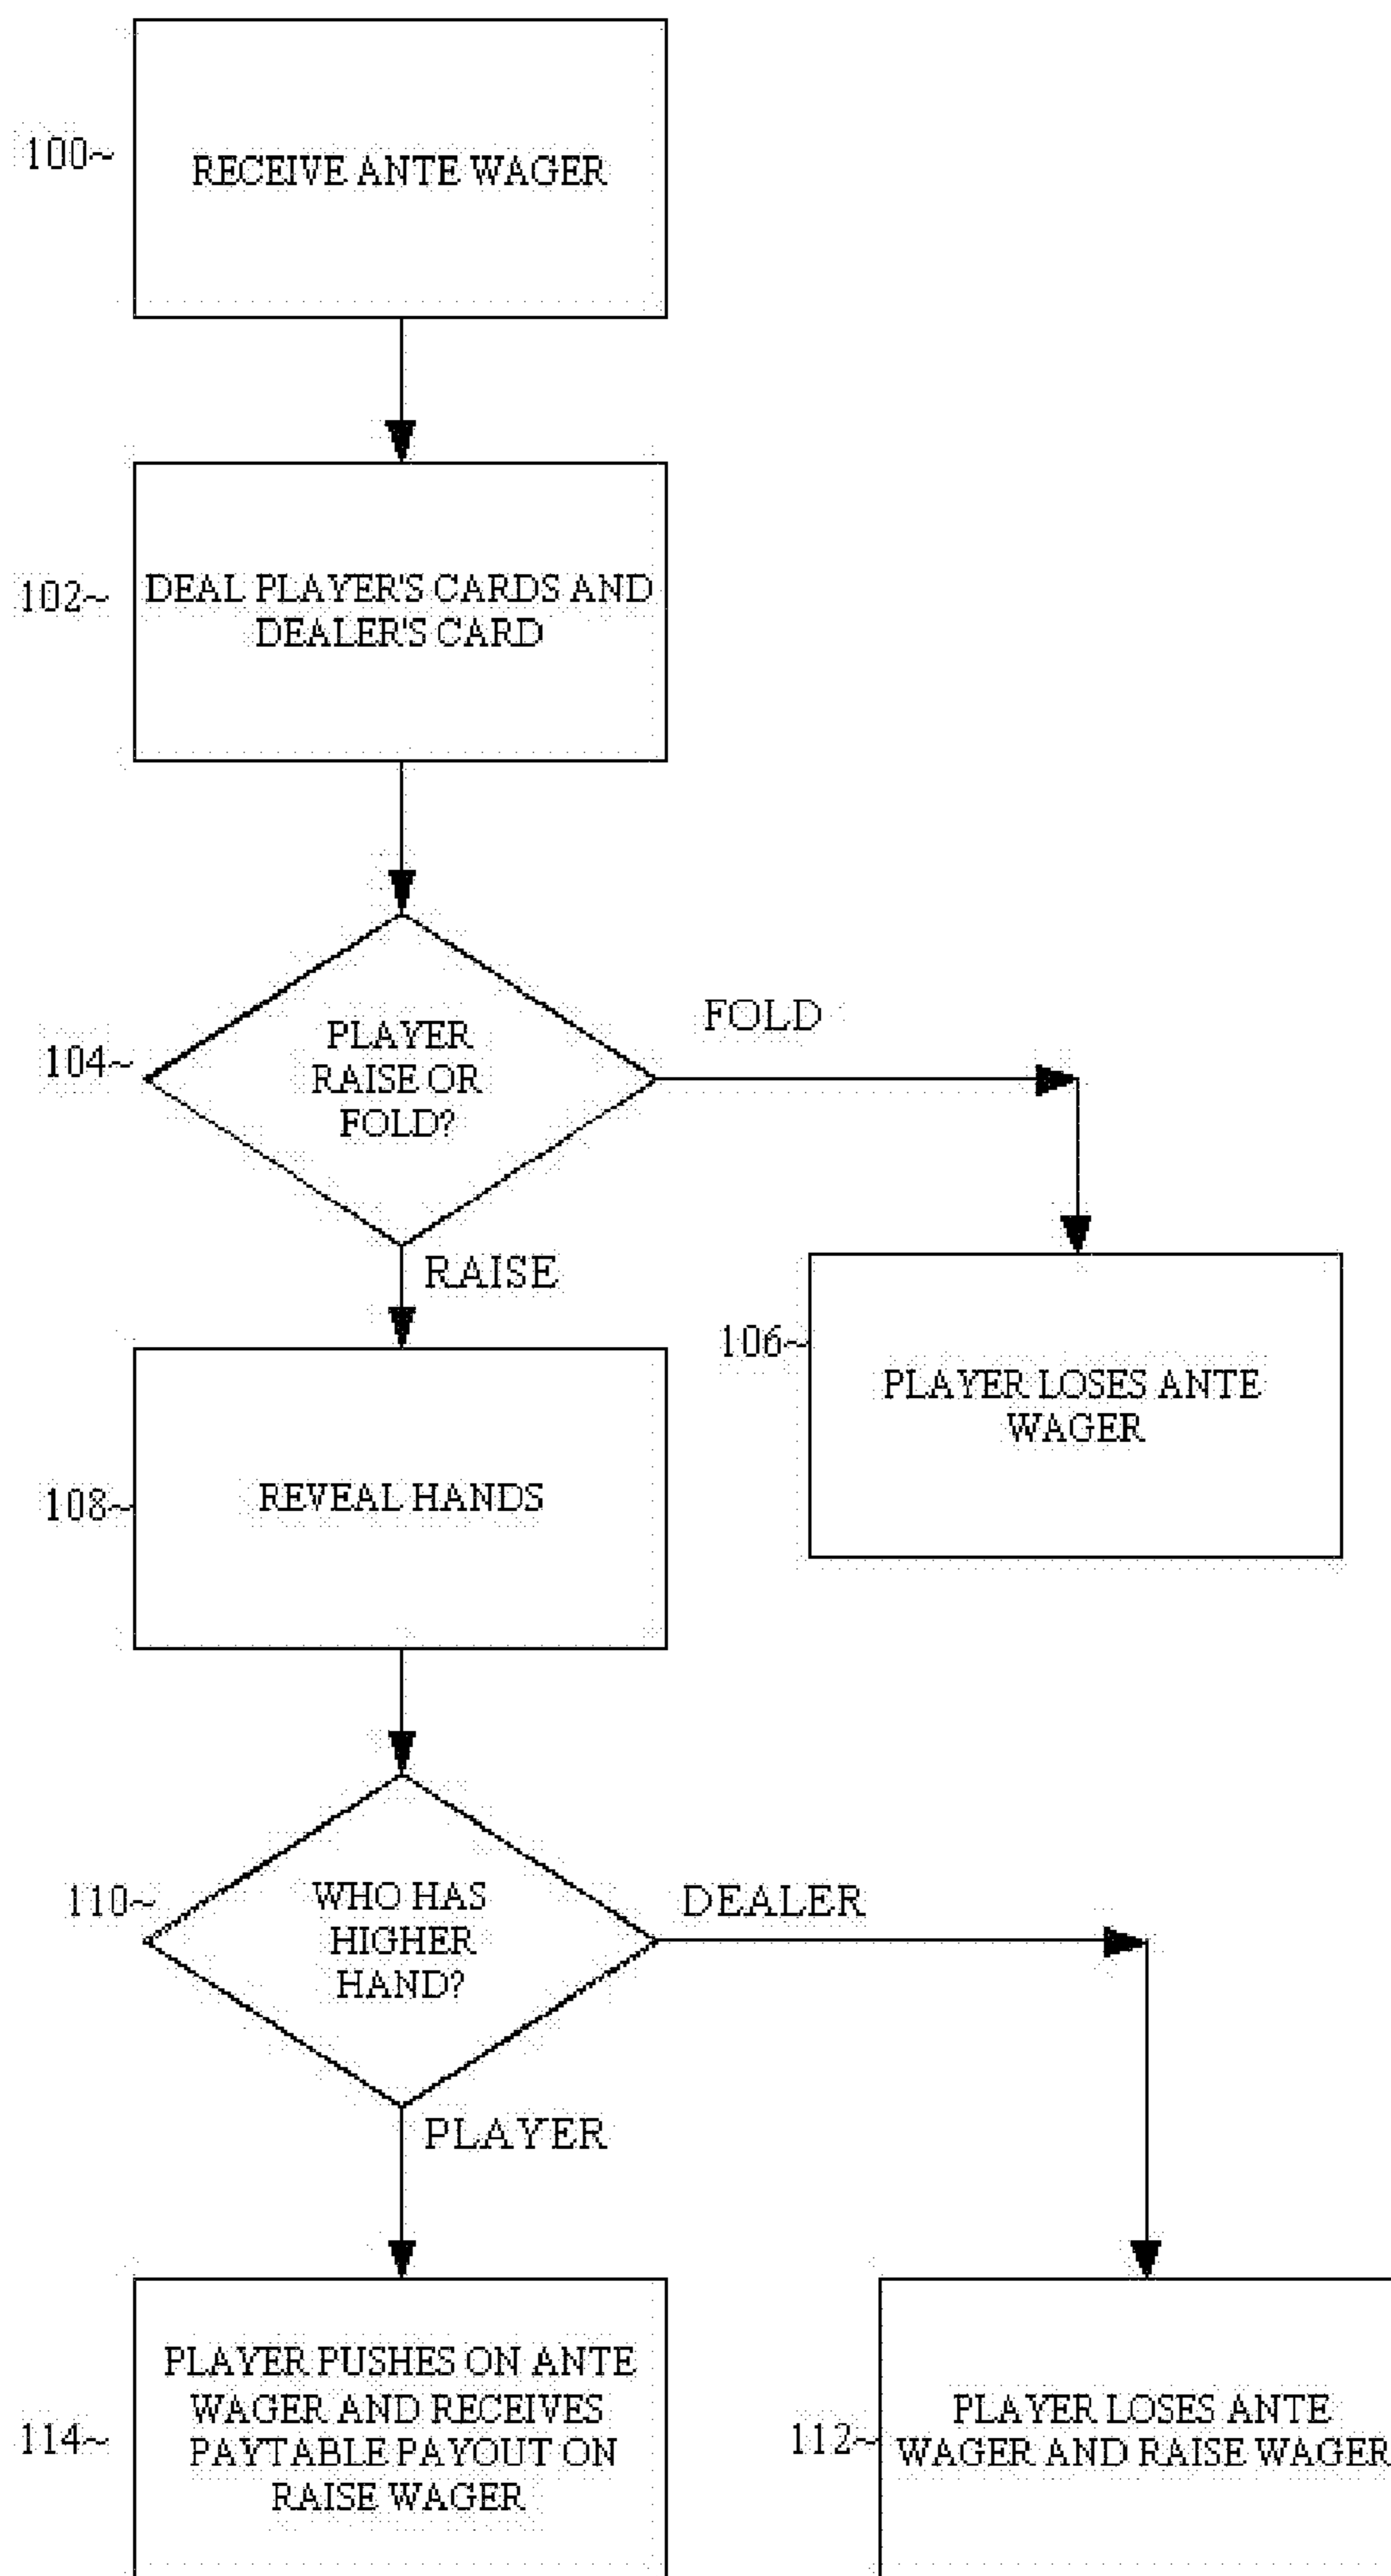 100~
RECEIVE ANTE WAGER
102~
DEAL PLAYER'S CARDS AND
DEALER'S CARD
104~
PLAYER
RAISE OR
FOLD?
FOLD
RAISE
106~
PLAYER LOSES ANTE
WAGER
108~
REVEAL HANDS
110~
WHO HAS
HIGHER
HAND?
DEALER
PLAYER
114~
PLAYER PUSHES ON ANTE
WAGER AND RECEIVES
PAYTABLE PAYOUT ON
RAISE WAGER
112~
PLAYER LOSES ANTE
WAGER AND RAISE WAGER